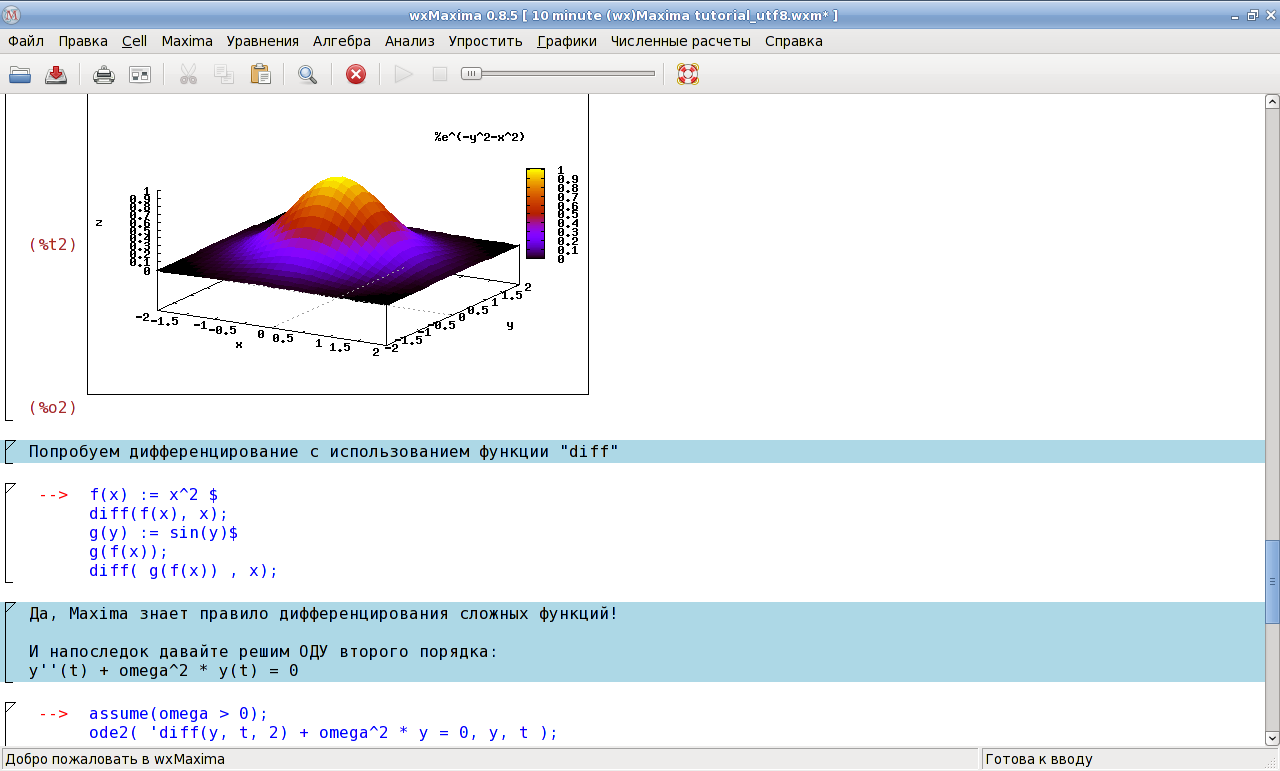 wxMaxima 0.8.5 [ 10 minute (wx)Maxima tutorial_utf8.wxm* ]
Файл Правка Cell Maxima Уравнения Алгебра Анализ Упростить Графики Численные расчеты Справка
%e^(-y^2-x^2)
1
0.9
0.8
0.7
0.6
0.5
0.4
0.3
0.2
0.1
0
z
1
0.9
0.8
0.7
0.6
0.5
0.4
0.3
0.2
0.1
0
(%t2)
-2 -1.5 -1 -0.5 0 0.5 1 1.5 2
x
-2 -1.5 -1 -0.5 0 0.5 1 1.5 2
y
(%o2)
Попробуем дифференцирование с использованием функции "diff"
--> f(x) := x^2 $
diff(f(x), x);
g(y) := sin(y)$
g(f(x));
diff( g(f(x)) , x);
Да, Maxima знает правило дифференцирования сложных функций!
И напоследок давайте решим ОДУ второго порядка:
y''(t) + omega^2 * y(t) = 0
--> assume(omega > 0);
ode2( 'diff(y, t, 2) + omega^2 * y = 0, y, t );
Добро пожаловать в wxMaxima
Готова к вводу